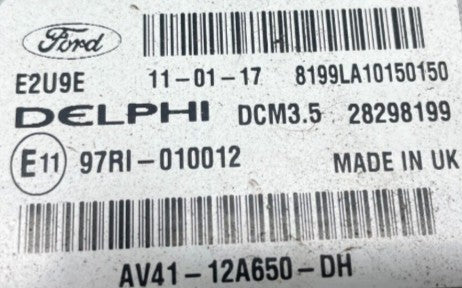 Ford
E2U9E 11-01-17 8199LA10150150
DELPHI DCM3.5 28298199
E11 97RI-010012 MADE IN UK
AV41-12A650-DH